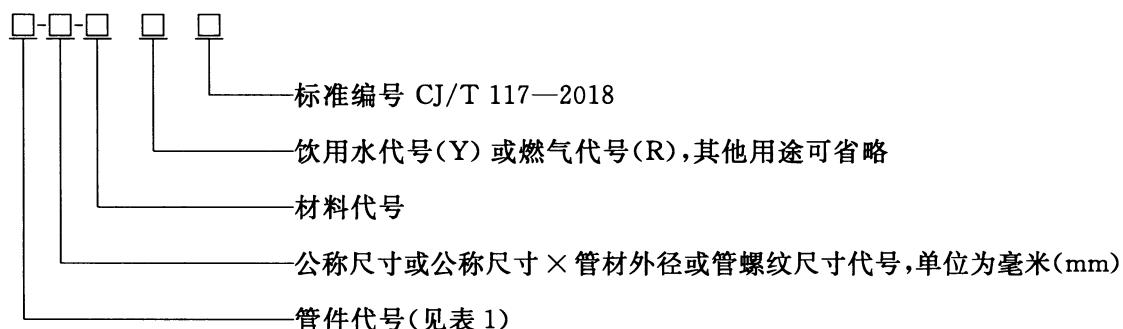 □-□-□ □ □
标准编号 CJ/T 117—2018
饮用水代号(Y) 或燃气代号(R),其他用途可省略
材料代号
公称尺寸或公称尺寸×管材外径或管螺纹尺寸代号,单位为毫米(mm)
管件代号(见表 1)